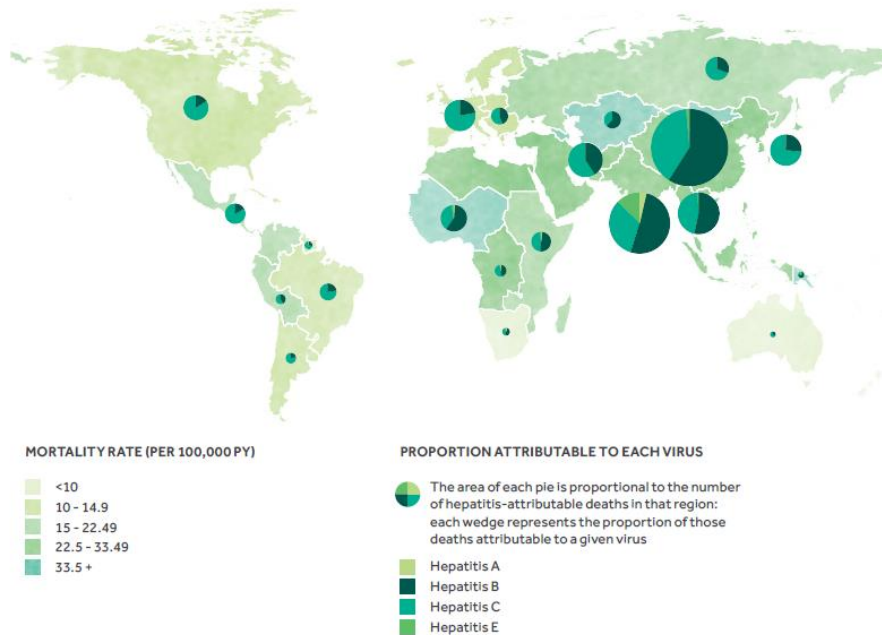 MORTALITY RATE (PER 100,000 PY)
<10
10 - 14.9
15 - 22.49
22.5 - 33.49
33.5 +
PROPORTION ATTRIBUTABLE TO EACH VIRUS
The area of each pie is proportional to the number
of hepatitis-attributable deaths in that region:
each wedge represents the proportion of those
deaths attributable to a given virus
Hepatitis A
Hepatitis B
Hepatitis C
Hepatitis E